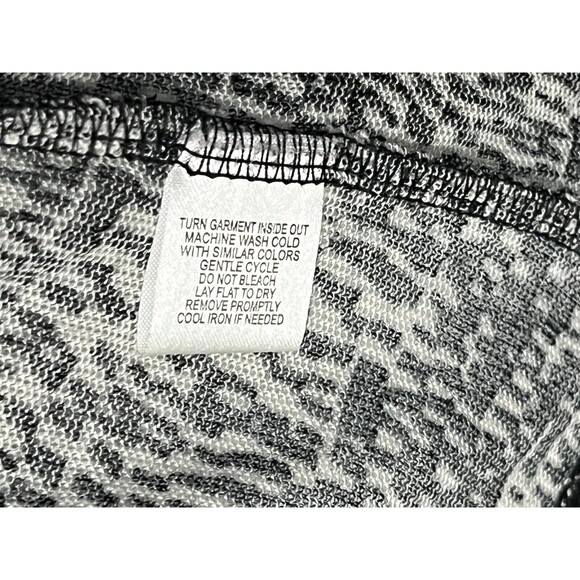 TURN GARMENT INSIDE OUT
MACHINE WASH COLD
WITH SIMILAR COLORS
GENTLE CYCLE
DO NOT BLEACH
LAY FLAT TO DRY
REMOVE PROMPTLY
COOL IRON IF NEEDED